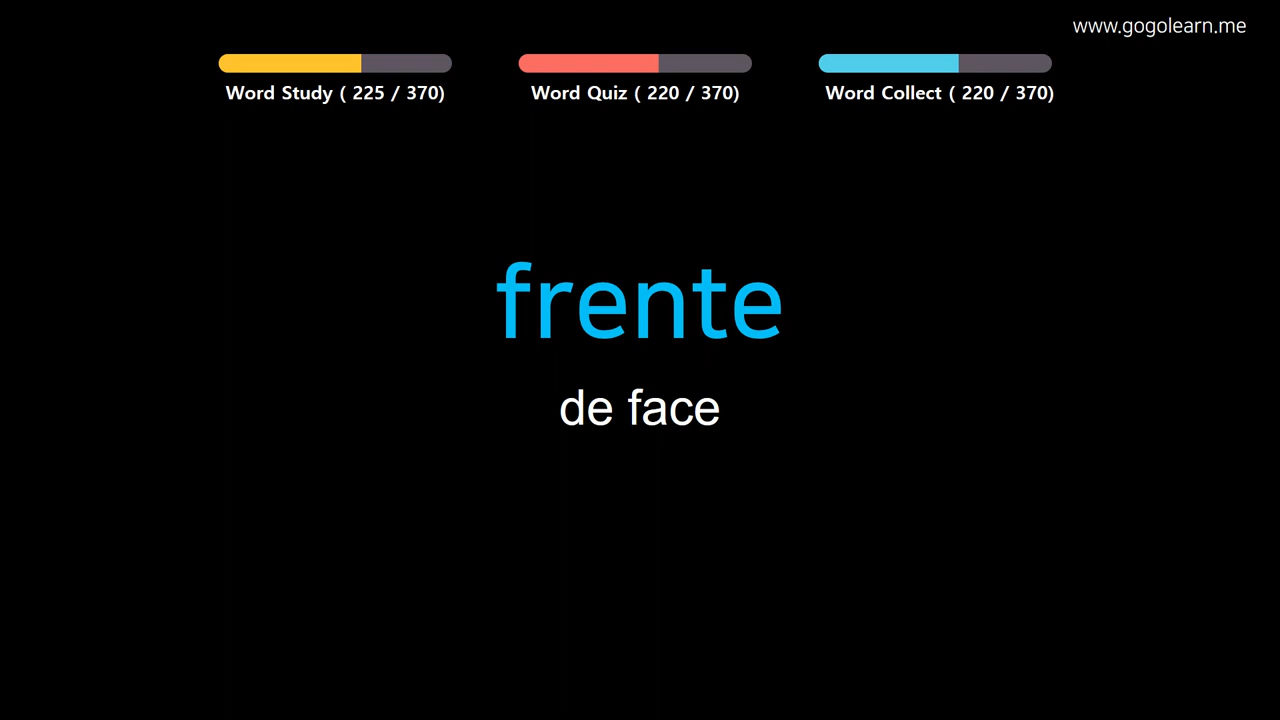 www.gogolearn.me
Word Study ( 225 / 370)
Word Quiz ( 220 / 370)
Word Collect ( 220 / 370)
frente
de face